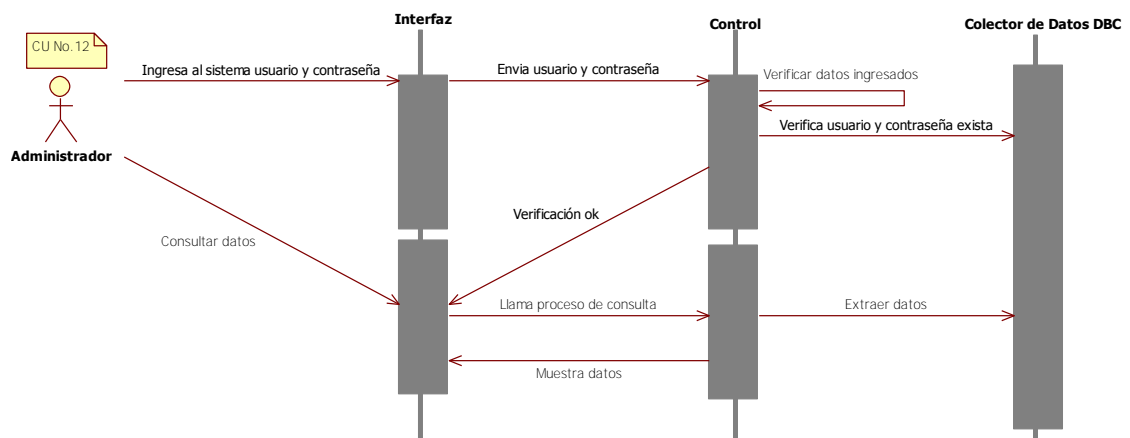 Interfaz
Control
Colector de Datos DBC
CU No. 12
Ingresa al sistema usuario y contraseña
Envia usuario y contraseña
Verificar datos ingresados
Verifica usuario y contraseña exista
Administrador
Verificación ok
Consultar datos
Llama proceso de consulta
Extraer datos
Muestra datos